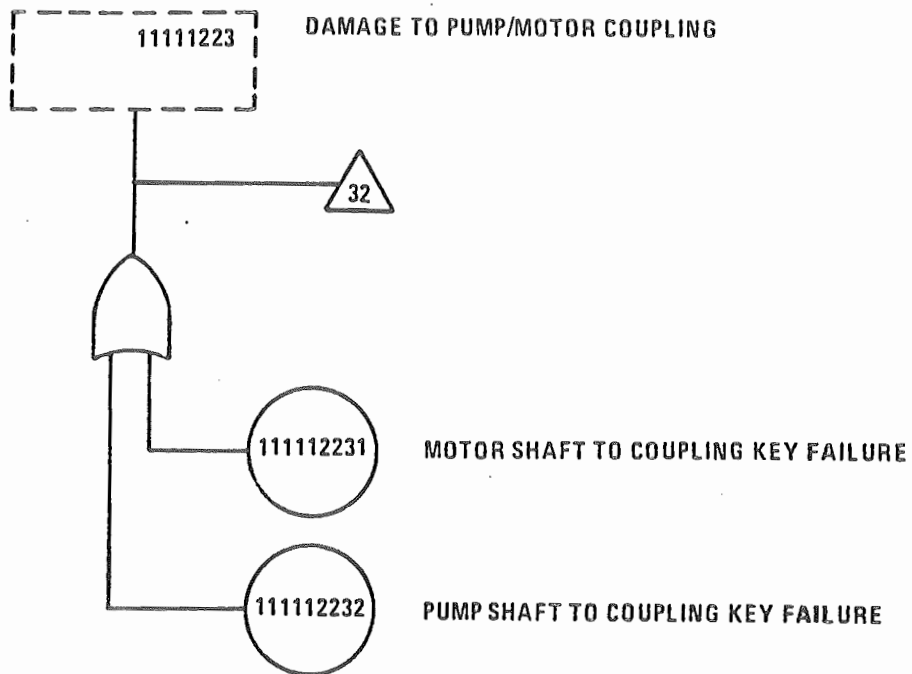 11111223
DAMAGE TO PUMP/MOTOR COUPLING
32
111112231
MOTOR SHAFT TO COUPLING KEY FAILURE
111112232
PUMP SHAFT TO COUPLING KEY FAILURE